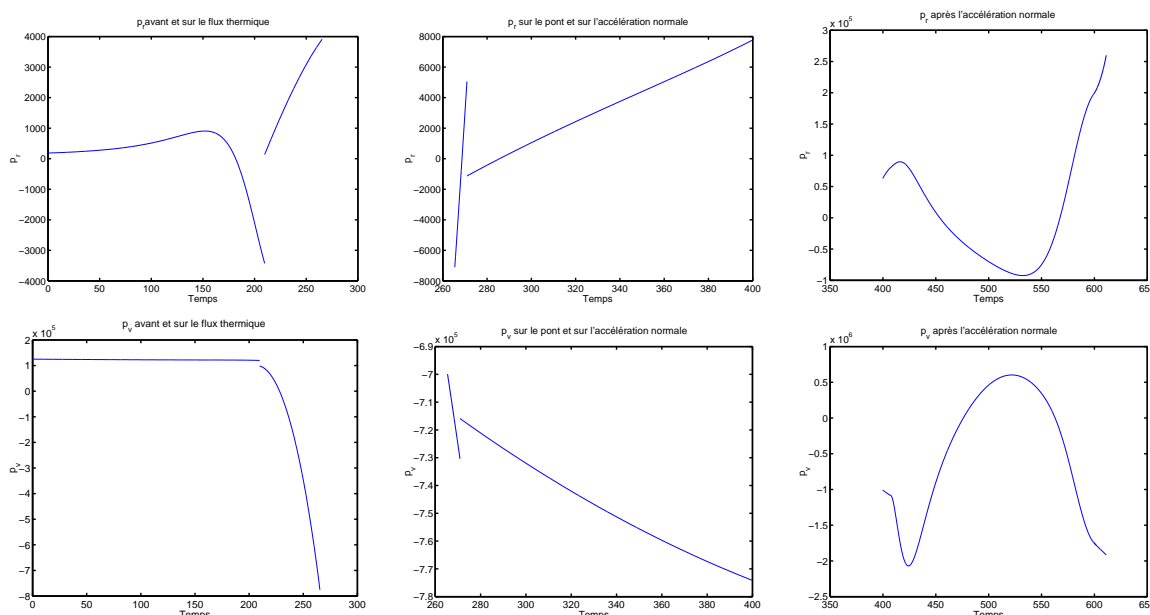 p_r avant et sur le flux thermique
4000
3000
2000
1000
0
−1000
−2000
−3000
−4000
p_r
0 50 100 150 200 250 300
Temps
p_r sur le pont et sur l'accélération normale
8000
6000
4000
2000
0
−2000
−4000
−6000
−8000
p_r
260 280 300 320 340 360 380 400
Temps
p_r après l'accélération normale
x 10^5
3
2.5
2
1.5
1
0.5
0
−0.5
−1
p_r
350 400 450 500 550 600 65
Temps
p_v avant et sur le flux thermique
x 10^5
2
1
0
−1
−2
−3
−4
−5
−6
−7
−8
p_v
0 50 100 150 200 250 300
Temps
p_v sur le pont et sur l'accélération normale
x 10^5
−6.9
−7
−7.1
−7.2
−7.3
−7.4
−7.5
−7.6
−7.7
−7.8
p_v
260 280 300 320 340 360 380 400
Temps
p_v après l'accélération normale
x 10^6
1
0.5
0
−0.5
−1
−1.5
−2
−2.5
p_v
350 400 450 500 550 600 65
Temps